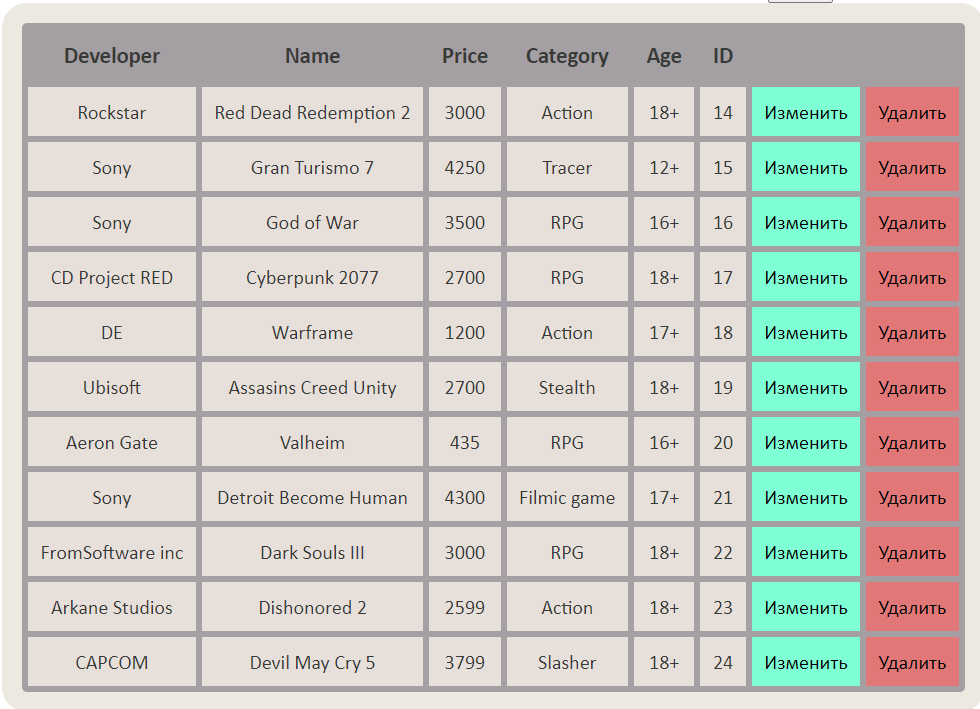 Developer Name Price Category Age ID
Rockstar Red Dead Redemption 2 3000 Action 18+ 14 Изменить Удалить
Sony Gran Turismo 7 4250 Tracer 12+ 15 Изменить Удалить
Sony God of War 3500 RPG 16+ 16 Изменить Удалить
CD Project RED Cyberpunk 2077 2700 RPG 18+ 17 Изменить Удалить
DE Warframe 1200 Action 17+ 18 Изменить Удалить
Ubisoft Assasins Creed Unity 2700 Stealth 18+ 19 Изменить Удалить
Aeron Gate Valheim 435 RPG 16+ 20 Изменить Удалить
Sony Detroit Become Human 4300 Filmic game 17+ 21 Изменить Удалить
FromSoftware inc Dark Souls III 3000 RPG 18+ 22 Изменить Удалить
Arkane Studios Dishonored 2 2599 Action 18+ 23 Изменить Удалить
CAPCOM Devil May Cry 5 3799 Slasher 18+ 24 Изменить Удалить